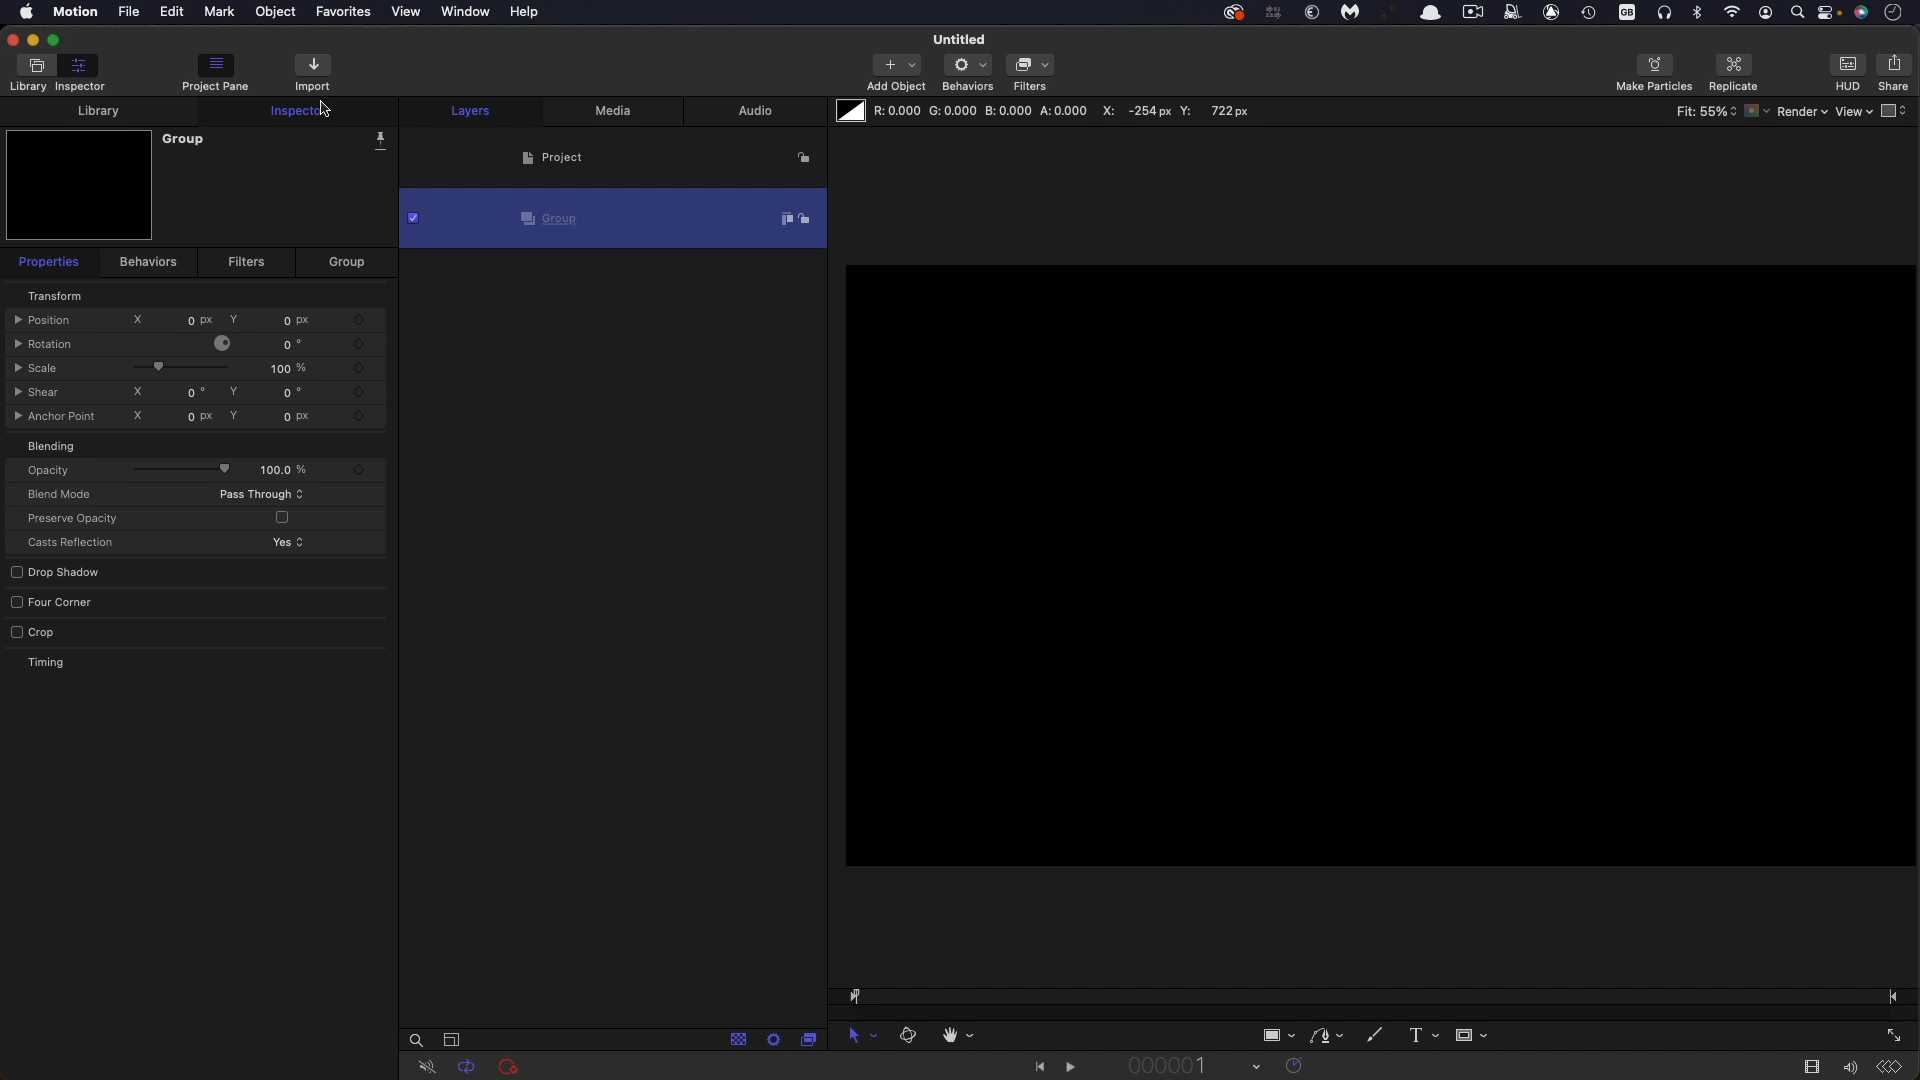 Motion File Edit Mark Object Favorites View Window Help GB
Untitled
Library Inspector Project Pane Import Add Object Behaviors Filters Make Particles Replicate HUD Share
Library Inspector Layers Media Audio R: 0.000 G: 0.000 B: 0.000 A: 0.000 X: -254 px Y: 722 px Fit: 55% Render View
Group
Project
Group
Properties Behaviors Filters Group
Transform
Position X 0 px Y 0 px
Rotation 0 °
Scale 100 %
Shear X 0 ° Y 0 °
Anchor Point X 0 px Y 0 px
Blending
Opacity 100.0 %
Blend Mode Pass Through
Preserve Opacity
Casts Reflection Yes
Drop Shadow
Four Corner
Crop
Timing
T
000001